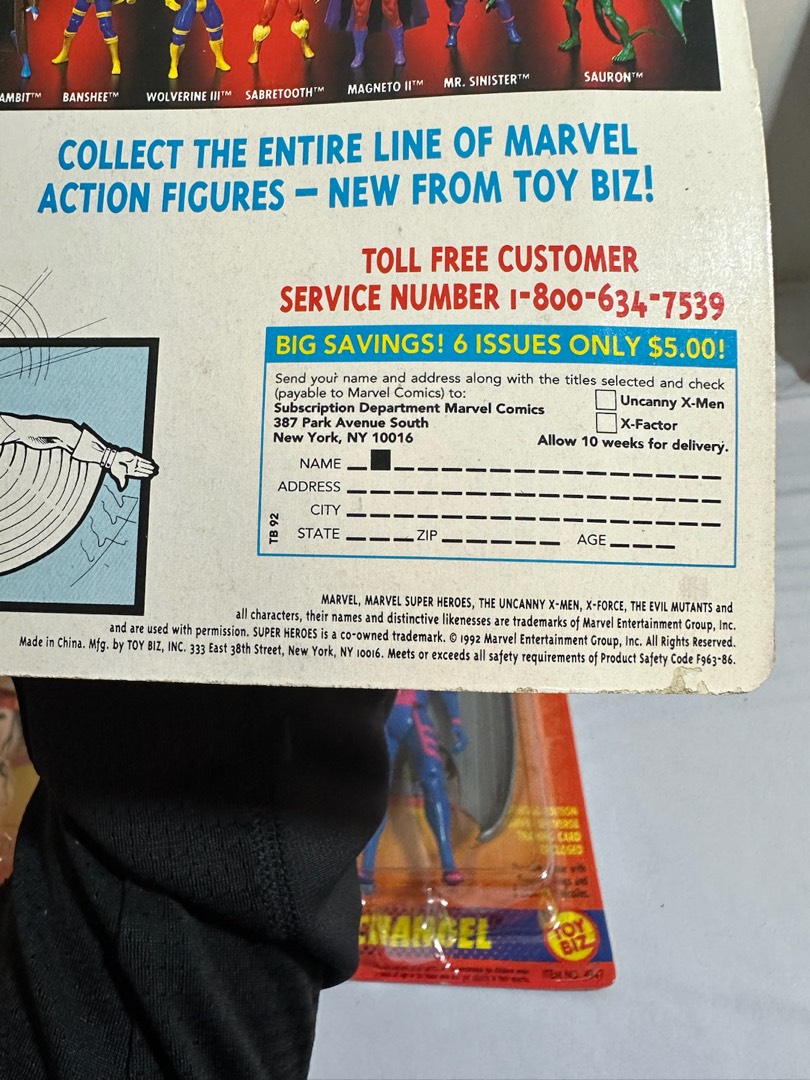 AMBIT™ BANSHEE™ WOLVERINE III™ SABRETOOTH™ MAGNETO II™ MR. SINISTER™ SAURON™
COLLECT THE ENTIRE LINE OF MARVEL
ACTION FIGURES – NEW FROM TOY BIZ!
TOLL FREE CUSTOMER
SERVICE NUMBER 1-800-634-7539
BIG SAVINGS! 6 ISSUES ONLY $5.00!
Send your name and address along with the titles selected and check
(payable to Marvel Comics) to:
Subscription Department Marvel Comics
387 Park Avenue South
New York, NY 10016
Uncanny X-Men
X-Factor
Allow 10 weeks for delivery.
NAME
ADDRESS
CITY
STATE ZIP AGE
TB 92
MARVEL, MARVEL SUPER HEROES, THE UNCANNY X-MEN, X-FORCE, THE EVIL MUTANTS and
all characters, their names and distinctive likenesses are trademarks of Marvel Entertainment Group, Inc.
and are used with permission. SUPER HEROES is a co-owned trademark. © 1992 Marvel Entertainment Group, Inc. All Rights Reserved.
Made in China. Mfg. by TOY BIZ, INC. 333 East 38th Street, New York, NY 10016. Meets or exceeds all safety requirements of Product Safety Code F963-86.
CARD
HANGEL
TOY
BIZ
ITEM NO.